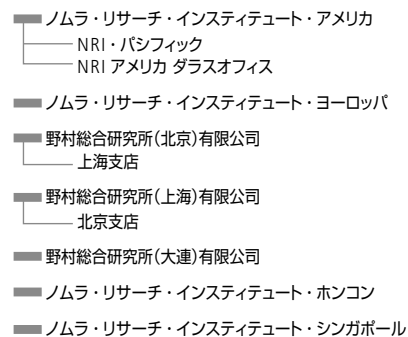 ノムラ・リサーチ・インスティテュート・アメリカ
NRI・パシフィック
NRI アメリカ ダラスオフィス
ノムラ・リサーチ・インスティテュート・ヨーロッパ
野村総合研究所(北京)有限公司
上海支店
野村総合研究所(上海)有限公司
北京支店
野村総合研究所(大連)有限公司
ノムラ・リサーチ・インスティテュート・ホンコン
ノムラ・リサーチ・インスティテュート・シンガポール